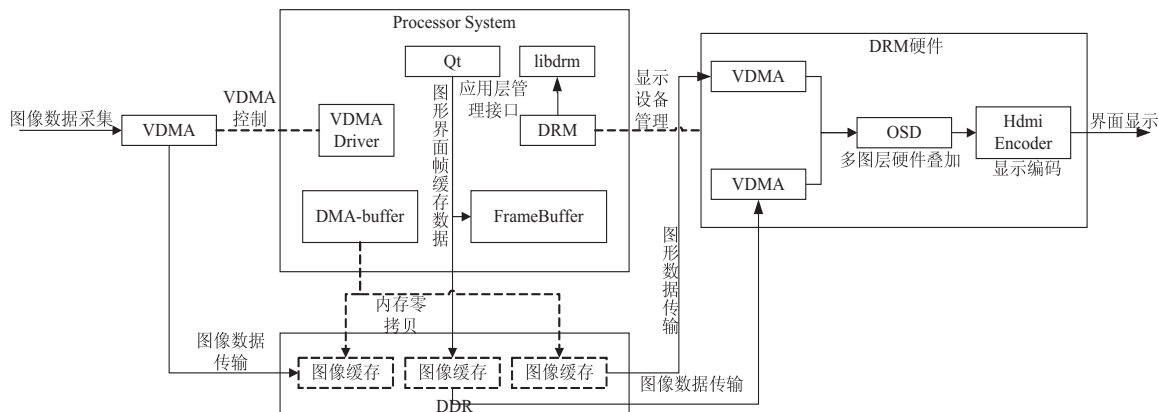 Processor System
DRM硬件
Qt
libdrm
VDMA
应用层管
理接口
显示
设备
管理
图像数据采集
VDMA
VDMA
控制
VDMA
Driver
DRM
OSD
Hdmi
Encoder
界面显示
多图层硬件叠加
显示编码
图形界面帧缓存数据
VDMA
DMA-buffer
FrameBuffer
图形数据传输
内存零
拷贝
图像数据
传输
图像缓存
图像缓存
图像缓存
图像数据传输
DDR